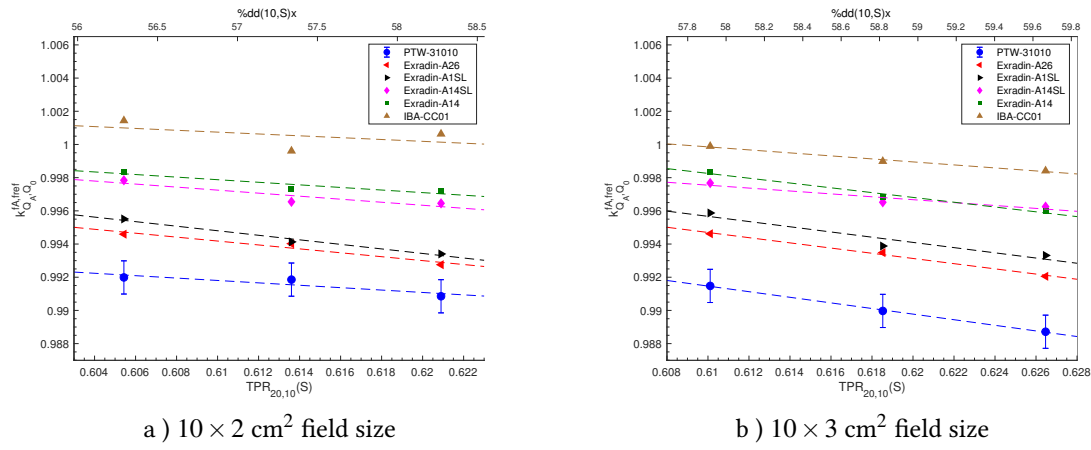 %dd(10,S)x
56 56.5 57 57.5 58 58.5
1.006
1.004
1.002
1
0.998
0.996
0.994
0.992
0.99
0.988
k^{fA,fref}_{Q_A,Q_0}
PTW-31010
Exradin-A26
Exradin-A1SL
Exradin-A14SL
Exradin-A14
IBA-CC01
0.604 0.606 0.608 0.61 0.612 0.614 0.616 0.618 0.62 0.622
TPR_{20,10}(S)
a ) 10 × 2 cm² field size
%dd(10,S)x
57.8 58 58.2 58.4 58.6 58.8 59 59.2 59.4 59.6 59.8
1.006
1.004
1.002
1
0.998
0.996
0.994
0.992
0.99
0.988
k^{fA,fref}_{Q_A,Q_0}
PTW-31010
Exradin-A26
Exradin-A1SL
Exradin-A14SL
Exradin-A14
IBA-CC01
0.608 0.61 0.612 0.614 0.616 0.618 0.62 0.622 0.624 0.626 0.628
TPR_{20,10}(S)
b ) 10 × 3 cm² field size